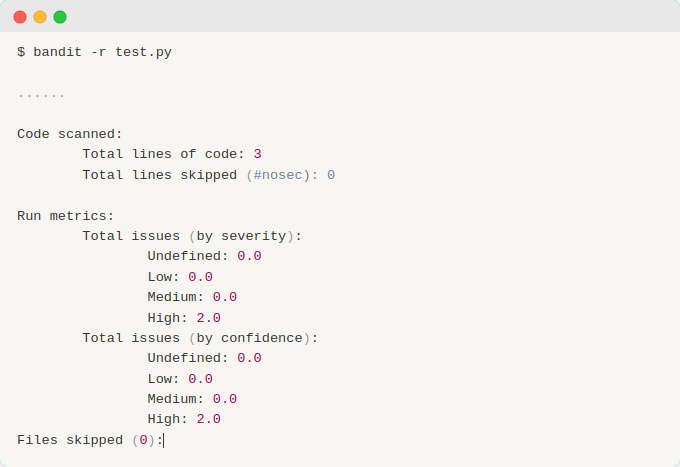 $ bandit -r test.py
......
Code scanned:
Total lines of code: 3
Total lines skipped (#nosec): 0
Run metrics:
Total issues (by severity):
Undefined: 0.0
Low: 0.0
Medium: 0.0
High: 2.0
Total issues (by confidence):
Undefined: 0.0
Low: 0.0
Medium: 0.0
High: 2.0
Files skipped (0):